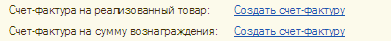 Счет-фактура на реализованный товар: Создать счет-фактуру
Счет-фактура на сумму вознаграждения: Создать счет-фактуру